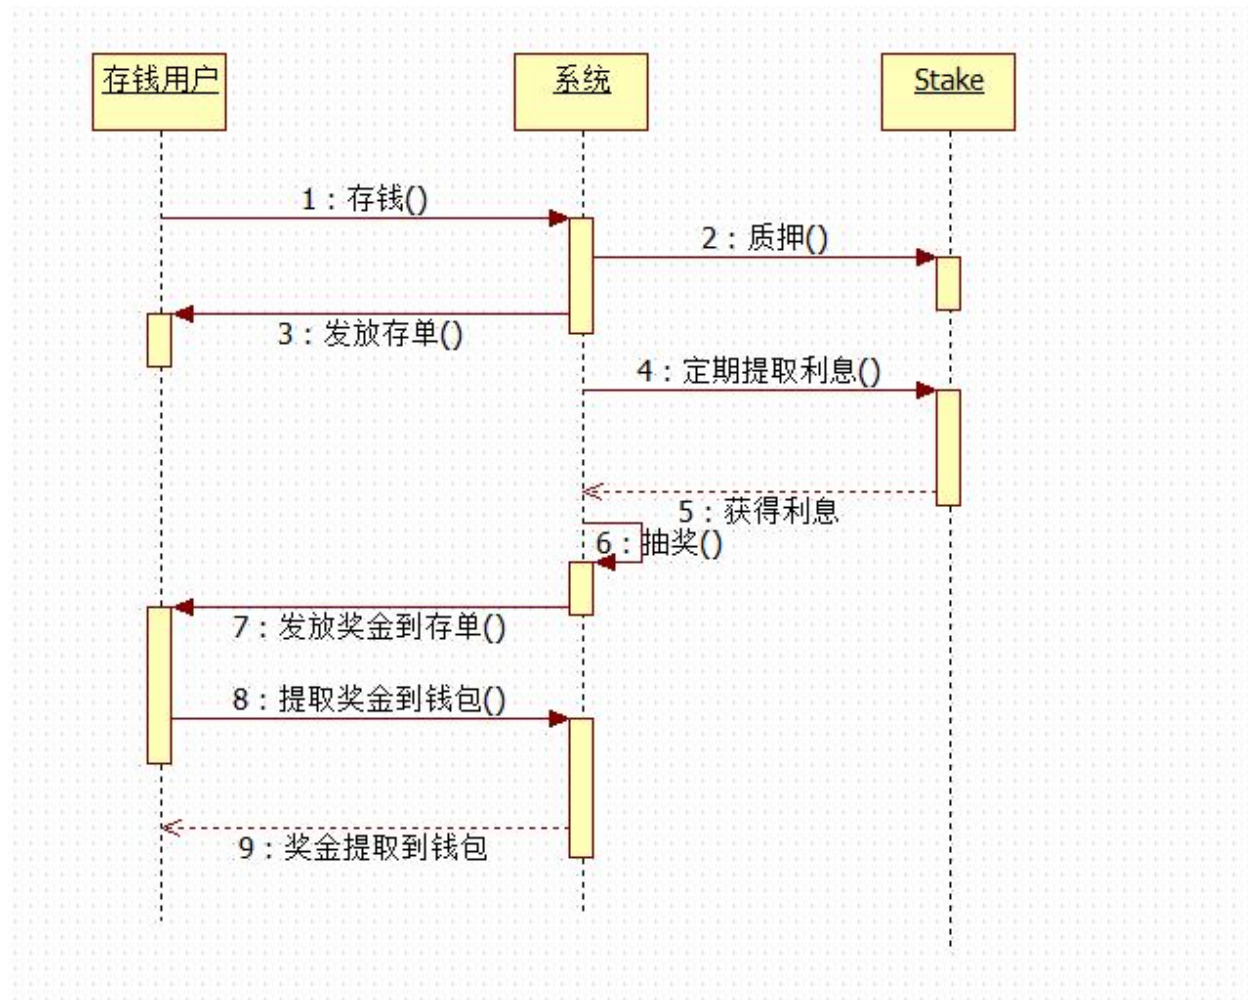 存钱用户
系统
Stake
1：存钱()
2：质押()
3：发放存单()
4：定期提取利息()
5：获得利息
6：抽奖()
7：发放奖金到存单()
8：提取奖金到钱包()
9：奖金提取到钱包